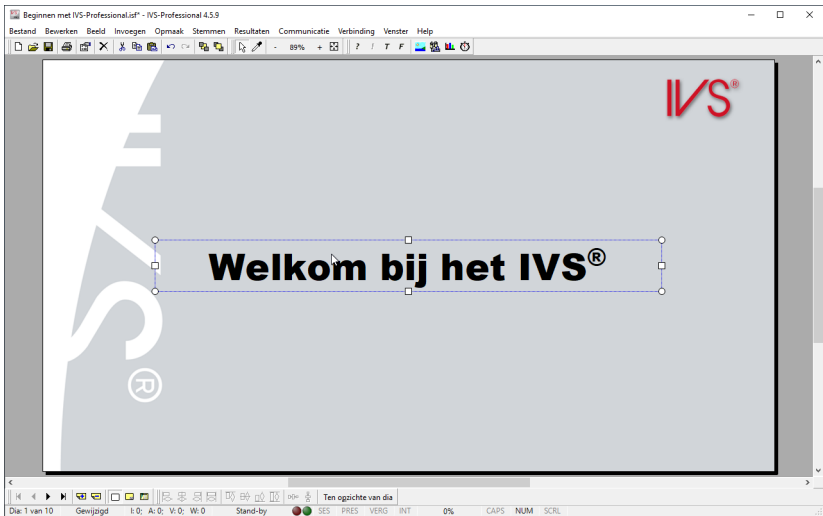 Beginnen met IVS-Professional.isf* - IVS-Professional 4.5.9
Bestand Bewerken Beeld Invoegen Opmaak Stemmen Resultaten Communicatie Verbinding Venster Help
- 89% + ? ! T F
IVS®
IVS®
Welkom bij het IVS®
Ten opzichte van dia
Dia: 1 van 10 Gewijzigd I: 0; A: 0; V: 0; W: 0 Stand-by SES PRES VERG INT 0% CAPS NUM SCRL